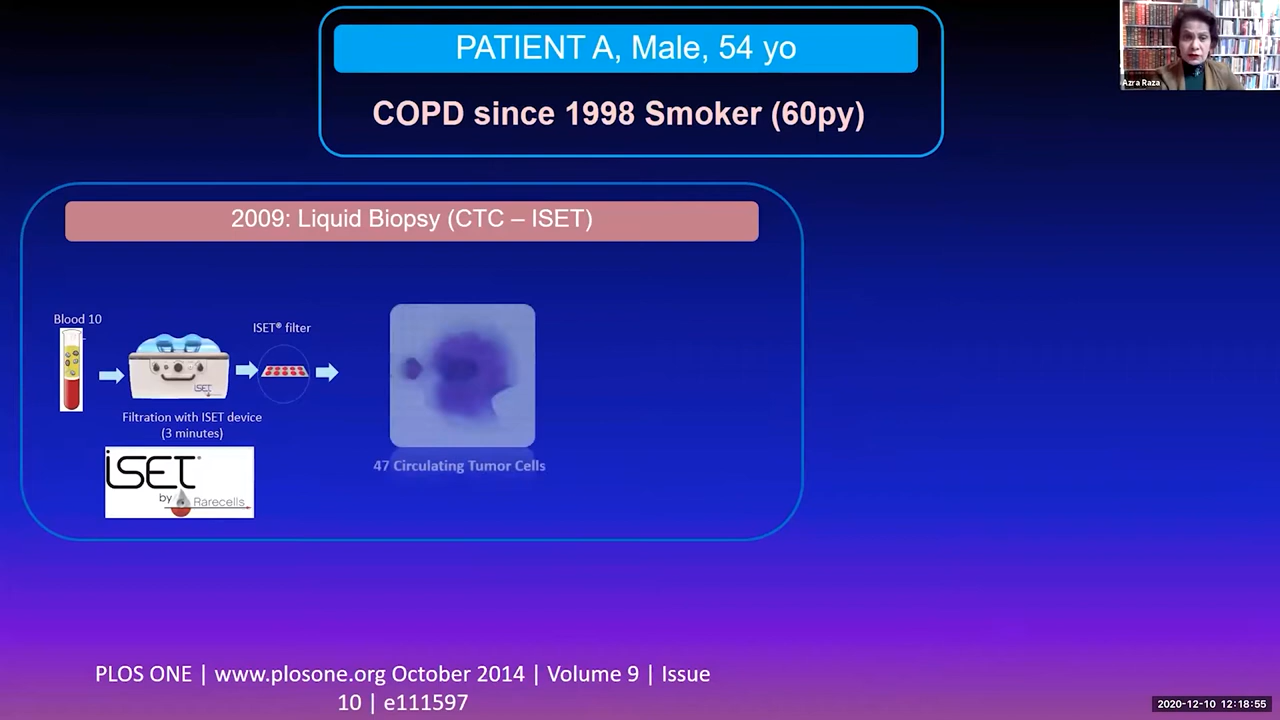 PATIENT A, Male, 54 yo
COPD since 1998 Smoker (60py)
Azra Raza
2009: Liquid Biopsy (CTC – ISET)
Blood 10
ISET® filter
Filtration with ISET device
(3 minutes)
iSET
iSET®
by Rarecells
47 Circulating Tumor Cells
PLOS ONE | www.plosone.org October 2014 | Volume 9 | Issue
10 | e111597
2020-12-10 12:18:55